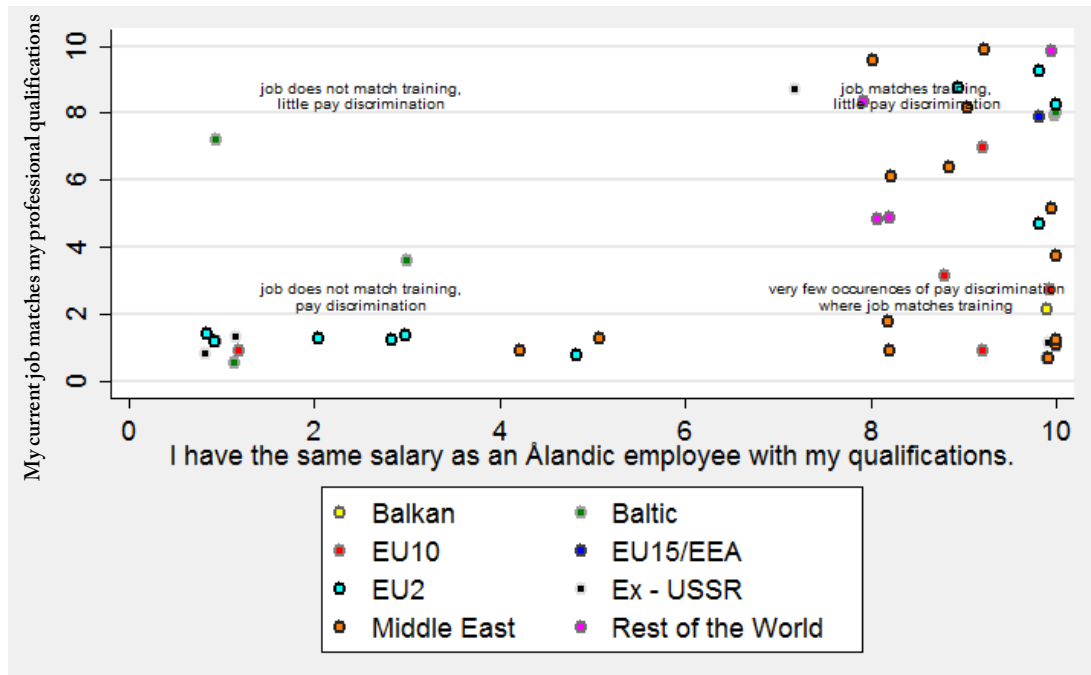 My current job matches my professional qualifications
10
8
6
4
2
0
job does not match training,
little pay discrimination
job matches training,
little pay discrimination
job does not match training,
pay discrimination
very few occurences of pay discrimination
where job matches training
0 2 4 6 8 10
I have the same salary as an Ålandic employee with my qualifications.
Balkan Baltic
EU10 EU15/EEA
EU2 Ex - USSR
Middle East Rest of the World